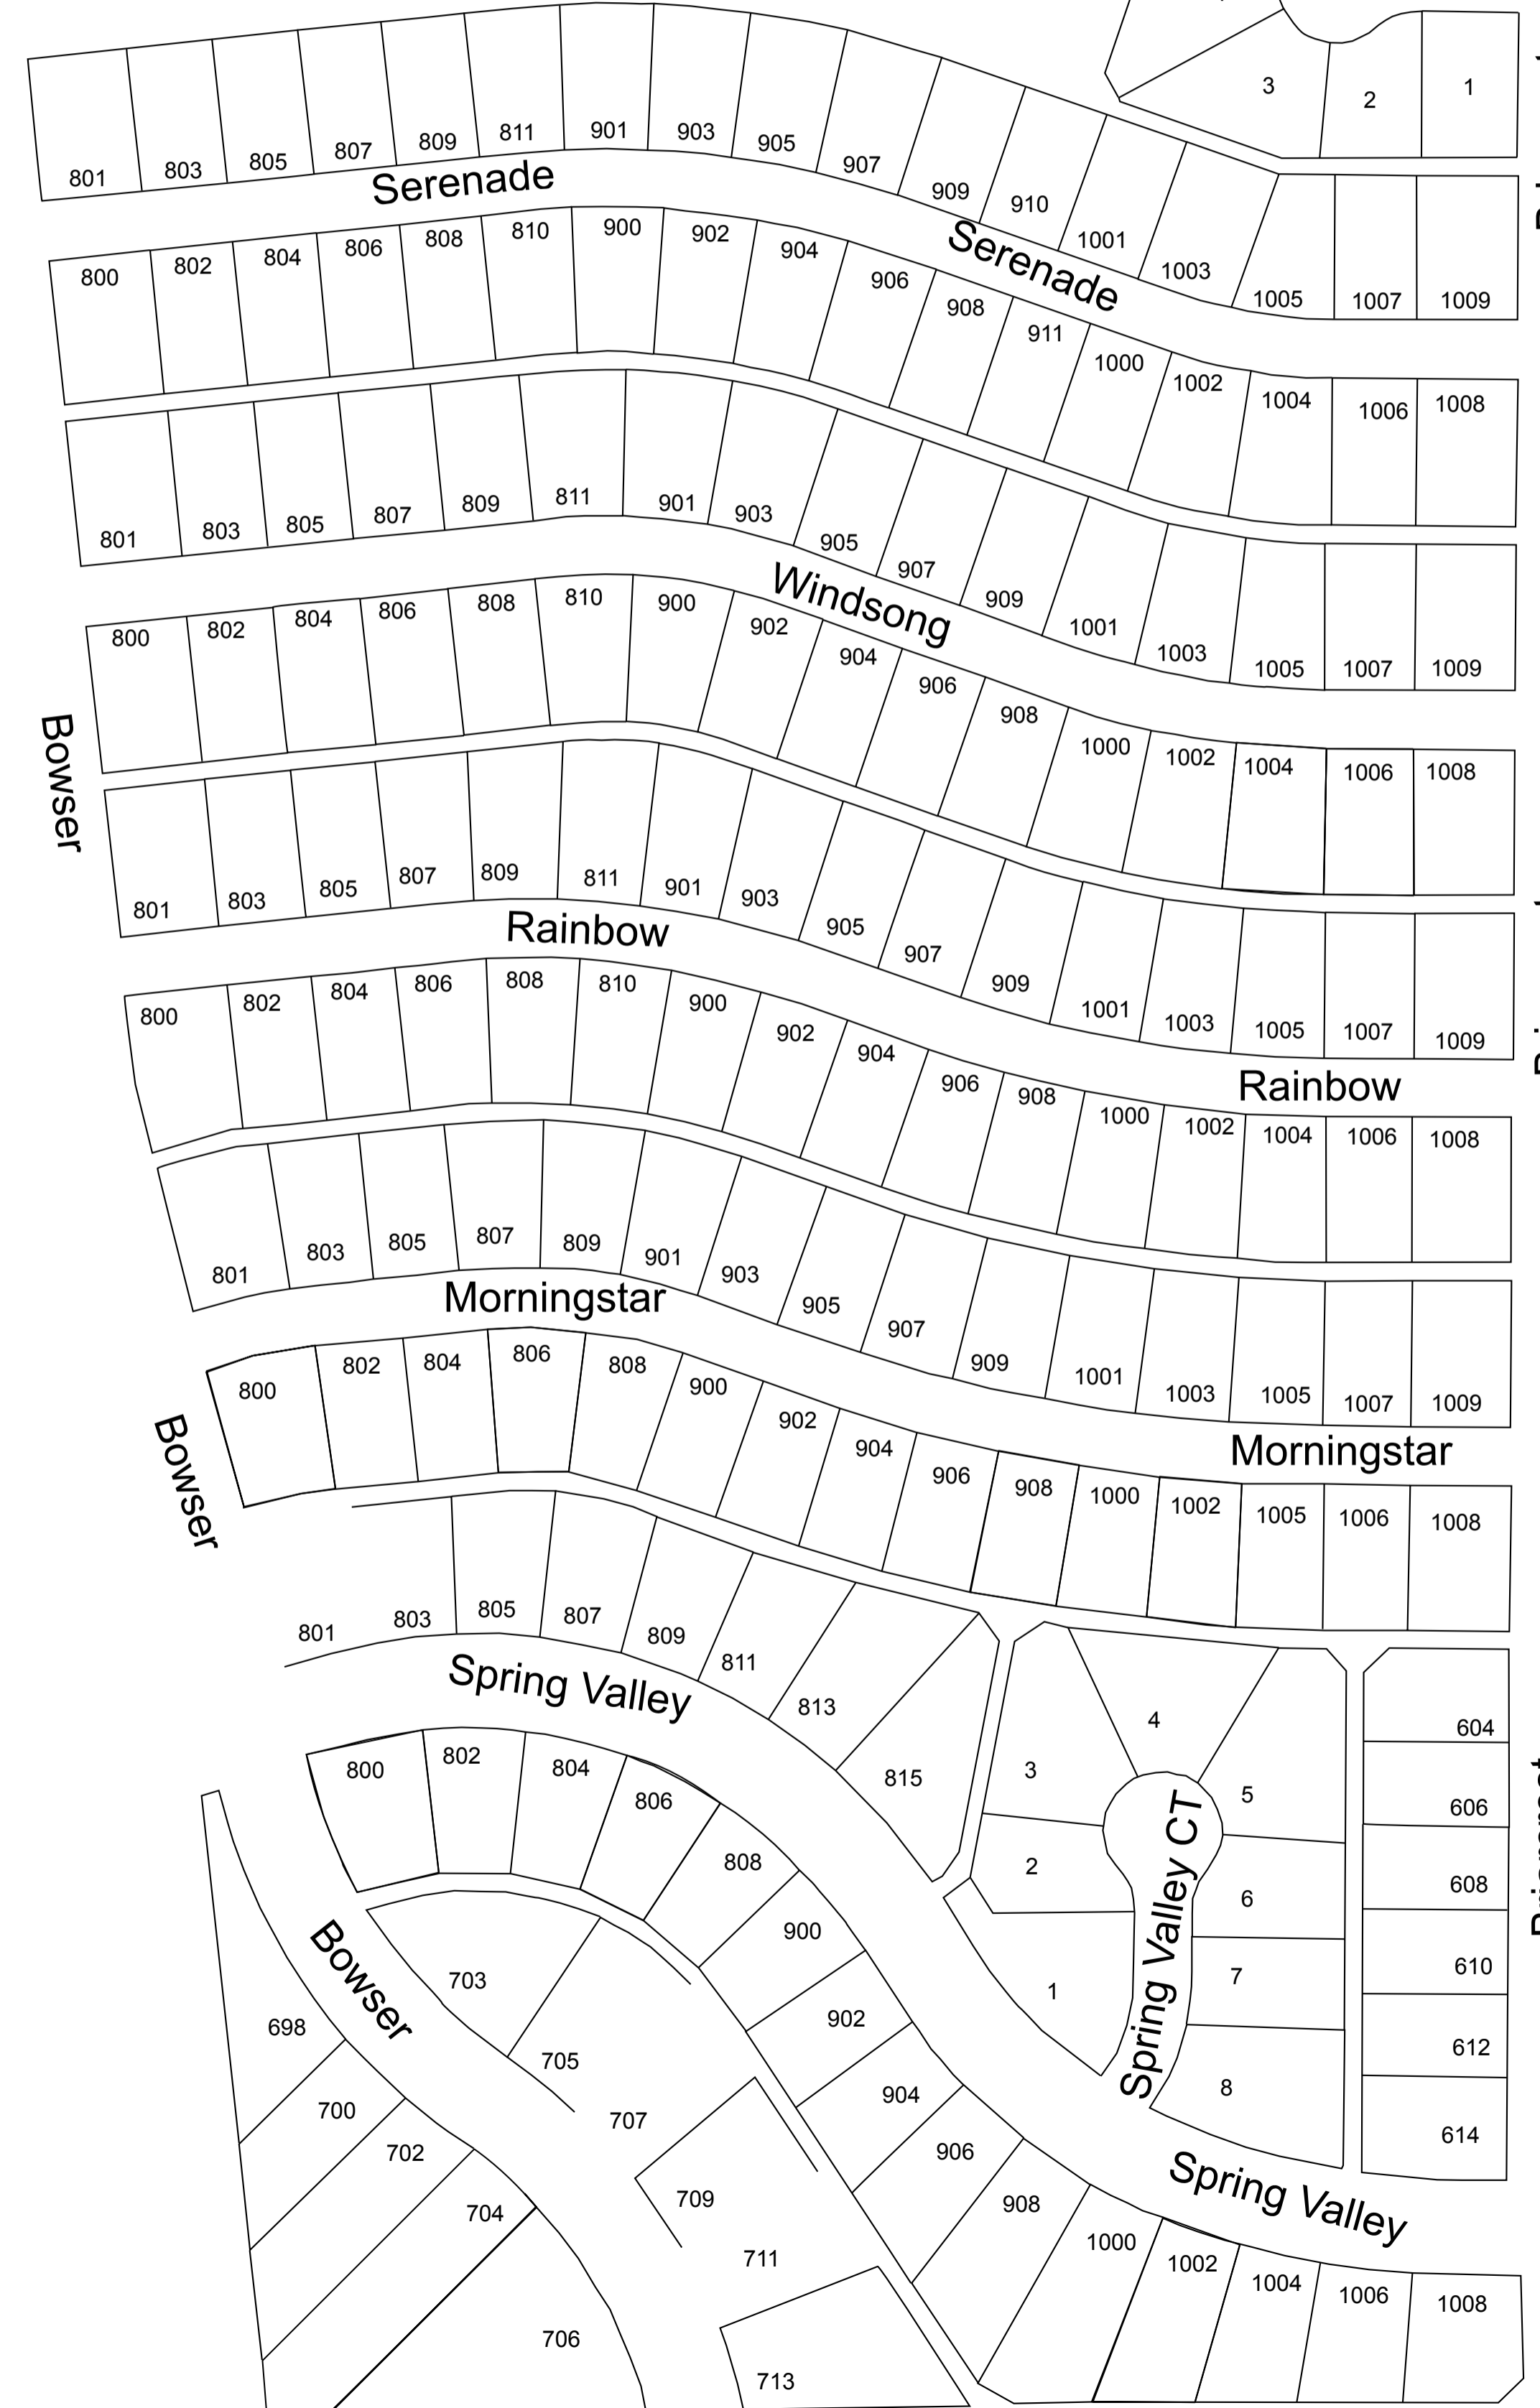 3 2 1
801 803 805 807 809 811 901 903 905 907 909 910 1001 1003 1005 1007 1009
Serenade
Serenade
800 802 804 806 808 810 900 902 904 906 908 911 1000 1002 1004 1006 1008
801 803 805 807 809 811 901 903 905 907 909 1001 1003 1005 1007 1009
Windsong
800 802 804 806 808 810 900 902 904 906 908 1000 1002 1004 1006 1008
Bowser
801 803 805 807 809 811 901 903 905 907 909 1001 1003 1005 1007 1009
Rainbow
Rainbow
800 802 804 806 808 810 900 902 904 906 908 1000 1002 1004 1006 1008
801 803 805 807 809 901 903 905 907 909 1001 1003 1005 1007 1009
Morningstar
Morningstar
800 802 804 806 808 900 902 904 906 908 1000 1002 1005 1006 1008
Bowser
801 803 805 807 809 811 813 815
Spring Valley
3 4 5
2 6
1 7
8
Spring Valley CT
604
606
608
610
612
614
800 802 804 806 808 900 902 904 906 908 1000 1002 1004 1006 1008
Spring Valley
Bowser
703 705 707 709 711 713
698 700 702 704 706